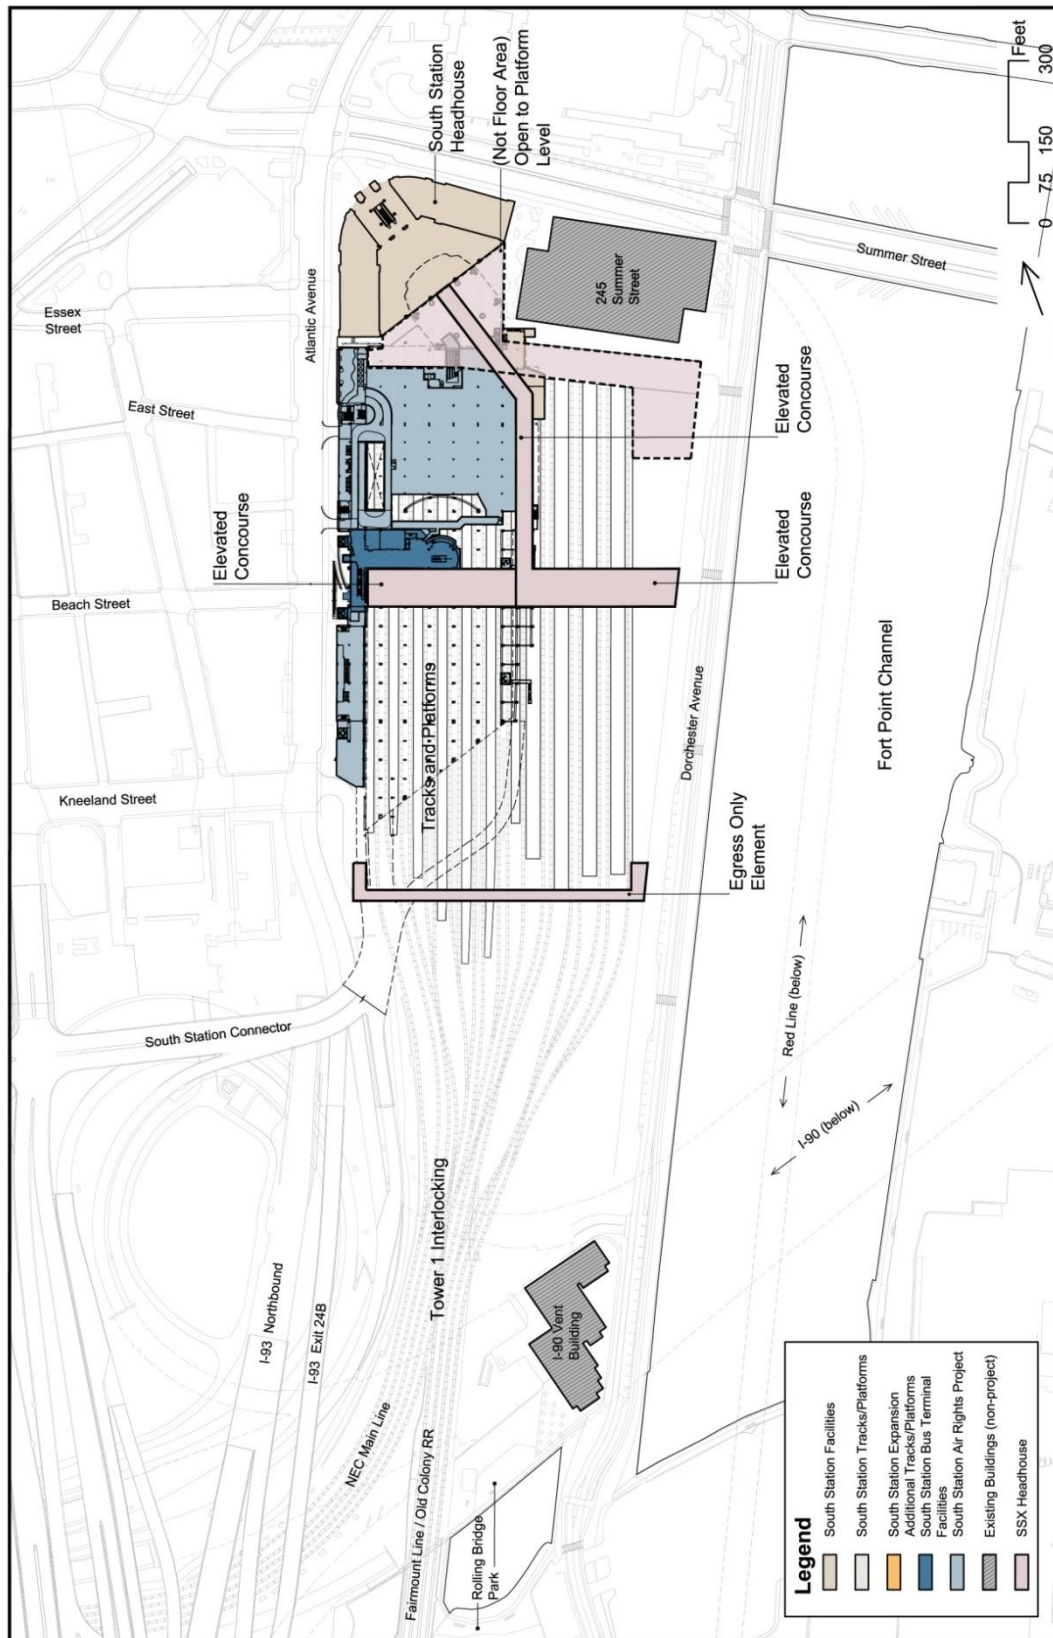 Essex
Street
Atlantic Avenue
East Street
Beach Street
Kneeland Street
South Station Connector
South Station
Headhouse
(Not Floor Area)
Open to Platform
Level
245
Summer
Street
Summer Street
Feet
0 75 150 300
Elevated
Concourse
Elevated
Concourse
Elevated
Concourse
Tracks and Platforms
Egress Only
Element
Dorchester Avenue
Fort Point Channel
Red Line (below)
I-90 (below)
Tower 1 Interlocking
I-93 Northbound
I-93 Exit 24B
NEC Main Line
Fairmount Line / Old Colony RR
I-90 Vent
Building
Rolling Bridge
Park
Legend
South Station Facilities
South Station Tracks/Platforms
South Station Expansion
Additional Tracks/Platforms
South Station Bus Terminal
Facilities
South Station Air Rights Project
Existing Buildings (non-project)
SSX Headhouse